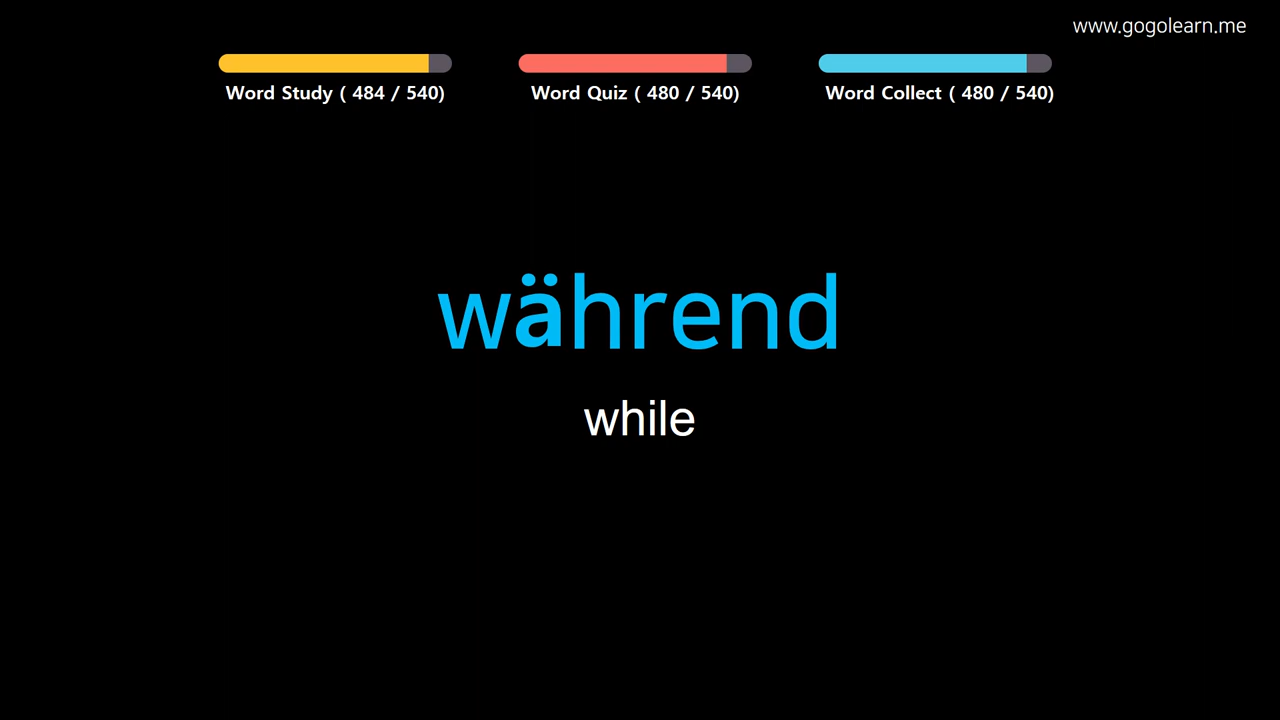 www.gogolearn.me
Word Study ( 484 / 540)
Word Quiz ( 480 / 540)
Word Collect ( 480 / 540)
während
while